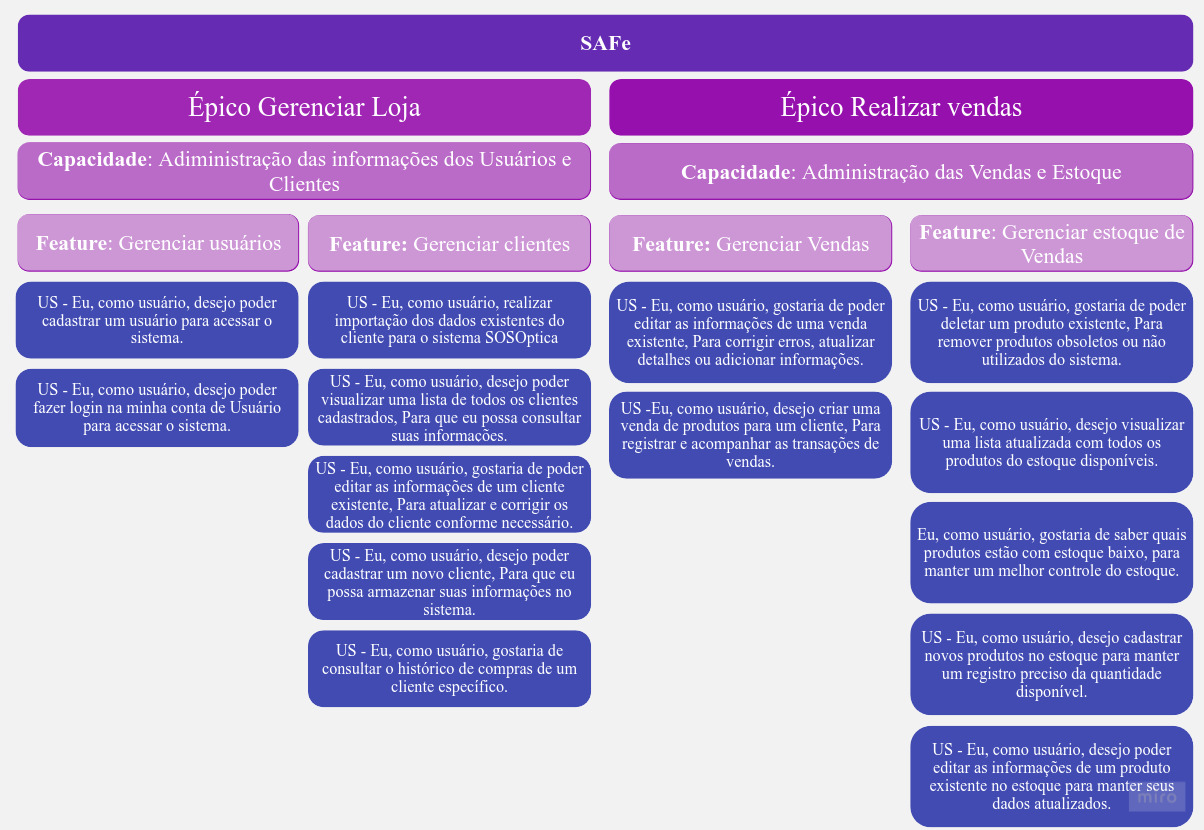 SAFe
Épico Gerenciar Loja
Capacidade: Adiministração das informações dos Usuários e
Clientes
Feature: Gerenciar usuários
US - Eu, como usuário, desejo poder
cadastrar um usuário para acessar o
sistema.
US - Eu, como usuário, desejo poder
fazer login na minha conta de Usuário
para acessar o sistema.
Feature: Gerenciar clientes
US - Eu, como usuário, realizar
importação dos dados existentes do
cliente para o sistema SOSOptica
US - Eu, como usuário, desejo poder
visualizar uma lista de todos os clientes
cadastrados, Para que eu possa consultar
suas informações.
US - Eu, como usuário, gostaria de poder
editar as informações de um cliente
existente, Para atualizar e corrigir os
dados do cliente conforme necessário.
US - Eu, como usuário, desejo poder
cadastrar um novo cliente, Para que eu
possa armazenar suas informações no
sistema.
US - Eu, como usuário, gostaria de
consultar o histórico de compras de um
cliente específico.
Épico Realizar vendas
Capacidade: Administração das Vendas e Estoque
Feature: Gerenciar Vendas
US - Eu, como usuário, gostaria de poder
editar as informações de uma venda
existente, Para corrigir erros, atualizar
detalhes ou adicionar informações.
US -Eu, como usuário, desejo criar uma
venda de produtos para um cliente, Para
registrar e acompanhar as transações de
vendas.
Feature: Gerenciar estoque de
Vendas
US - Eu, como usuário, gostaria de poder
deletar um produto existente, Para
remover produtos obsoletos ou não
utilizados do sistema.
US - Eu, como usuário, desejo visualizar
uma lista atualizada com todos os
produtos do estoque disponíveis.
Eu, como usuário, gostaria de saber quais
produtos estão com estoque baixo, para
manter um melhor controle do estoque.
US - Eu, como usuário, desejo cadastrar
novos produtos no estoque para manter
um registro preciso da quantidade
disponível.
US - Eu, como usuário, desejo poder
editar as informações de um produto
existente no estoque para manter seus
dados atualizados.
miro